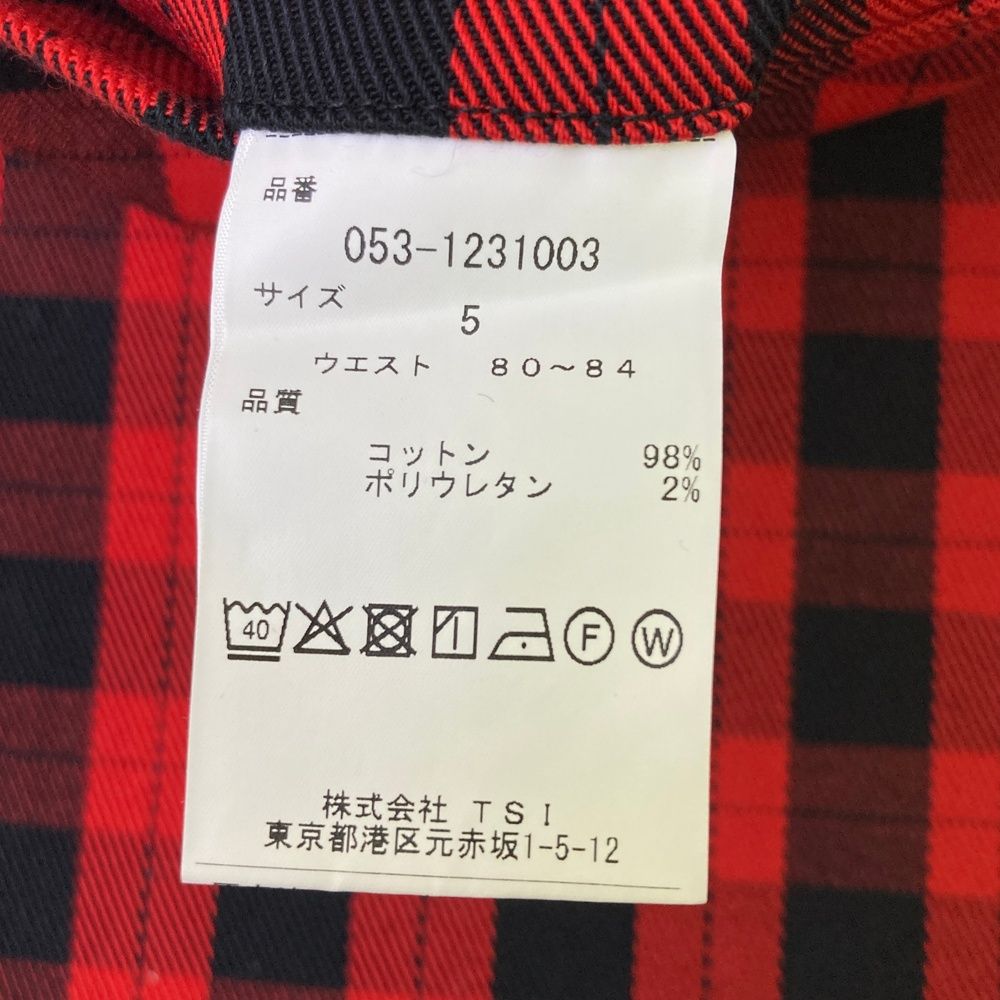 品番
053-1231003
サイズ
5
ウエスト 80～84
品質
コットン 98%
ポリウレタン 2%
40 F W
株式会社 TSI
東京都港区元赤坂1-5-12